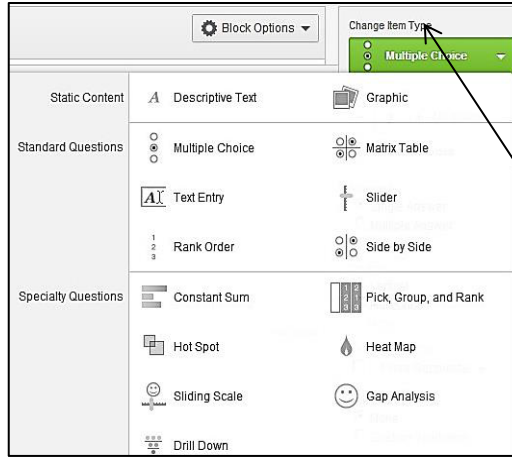 Block Options
Change Item Type
Multiple Choice
Static Content
Descriptive Text
Graphic
Standard Questions
Multiple Choice
Matrix Table
Text Entry
Slider
Rank Order
Side by Side
Specialty Questions
Constant Sum
Pick, Group, and Rank
Hot Spot
Heat Map
Sliding Scale
Gap Analysis
Drill Down